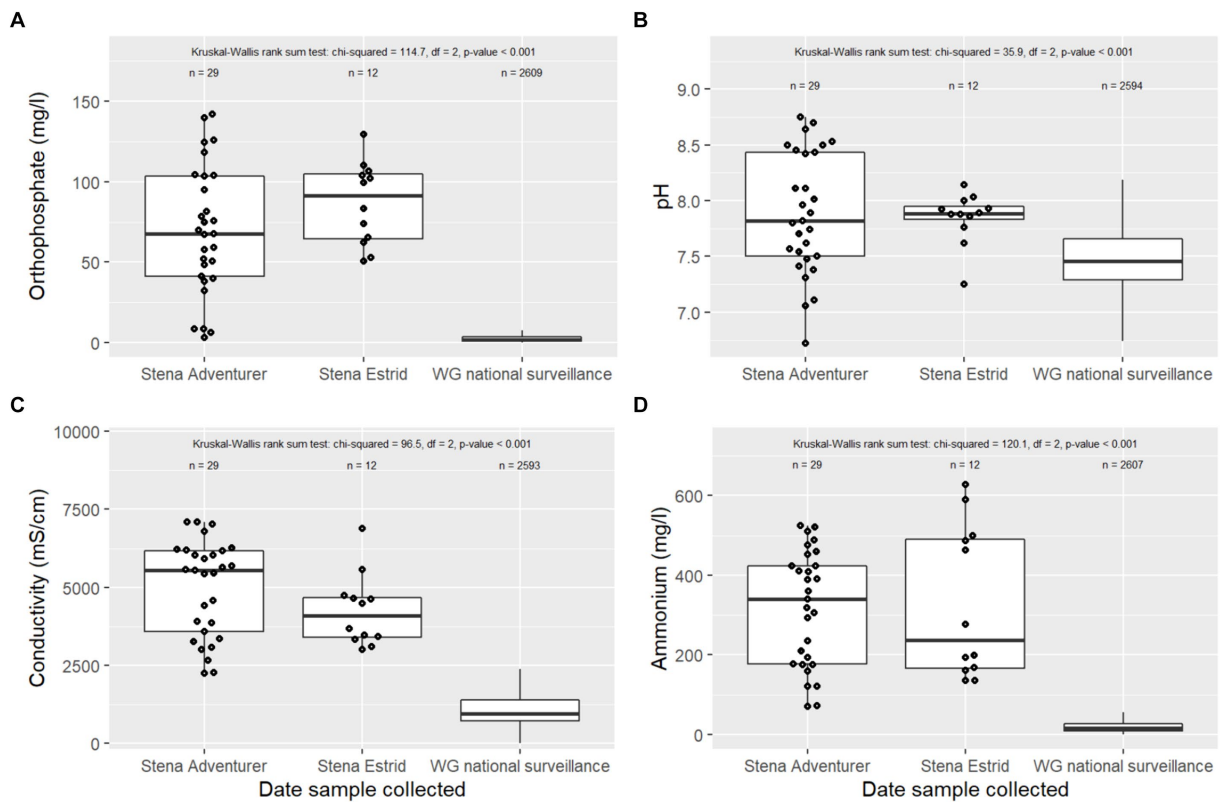 A
Kruskal-Wallis rank sum test: chi-squared = 114.7, df = 2, p-value < 0.001
n = 29 n = 12 n = 2609
150
100
50
0
Orthophosphate (mg/l)
Stena Adventurer Stena Estrid WG national surveillance
B
Kruskal-Wallis rank sum test: chi-squared = 35.9, df = 2, p-value < 0.001
n = 29 n = 12 n = 2594
9.0
8.5
8.0
7.5
7.0
pH
Stena Adventurer Stena Estrid WG national surveillance
C
Kruskal-Wallis rank sum test: chi-squared = 96.5, df = 2, p-value < 0.001
n = 29 n = 12 n = 2593
10000
7500
5000
2500
0
Conductivity (mS/cm)
Stena Adventurer Stena Estrid WG national surveillance
Date sample collected
D
Kruskal-Wallis rank sum test: chi-squared = 120.1, df = 2, p-value < 0.001
n = 29 n = 12 n = 2607
600
400
200
0
Ammonium (mg/l)
Stena Adventurer Stena Estrid WG national surveillance
Date sample collected